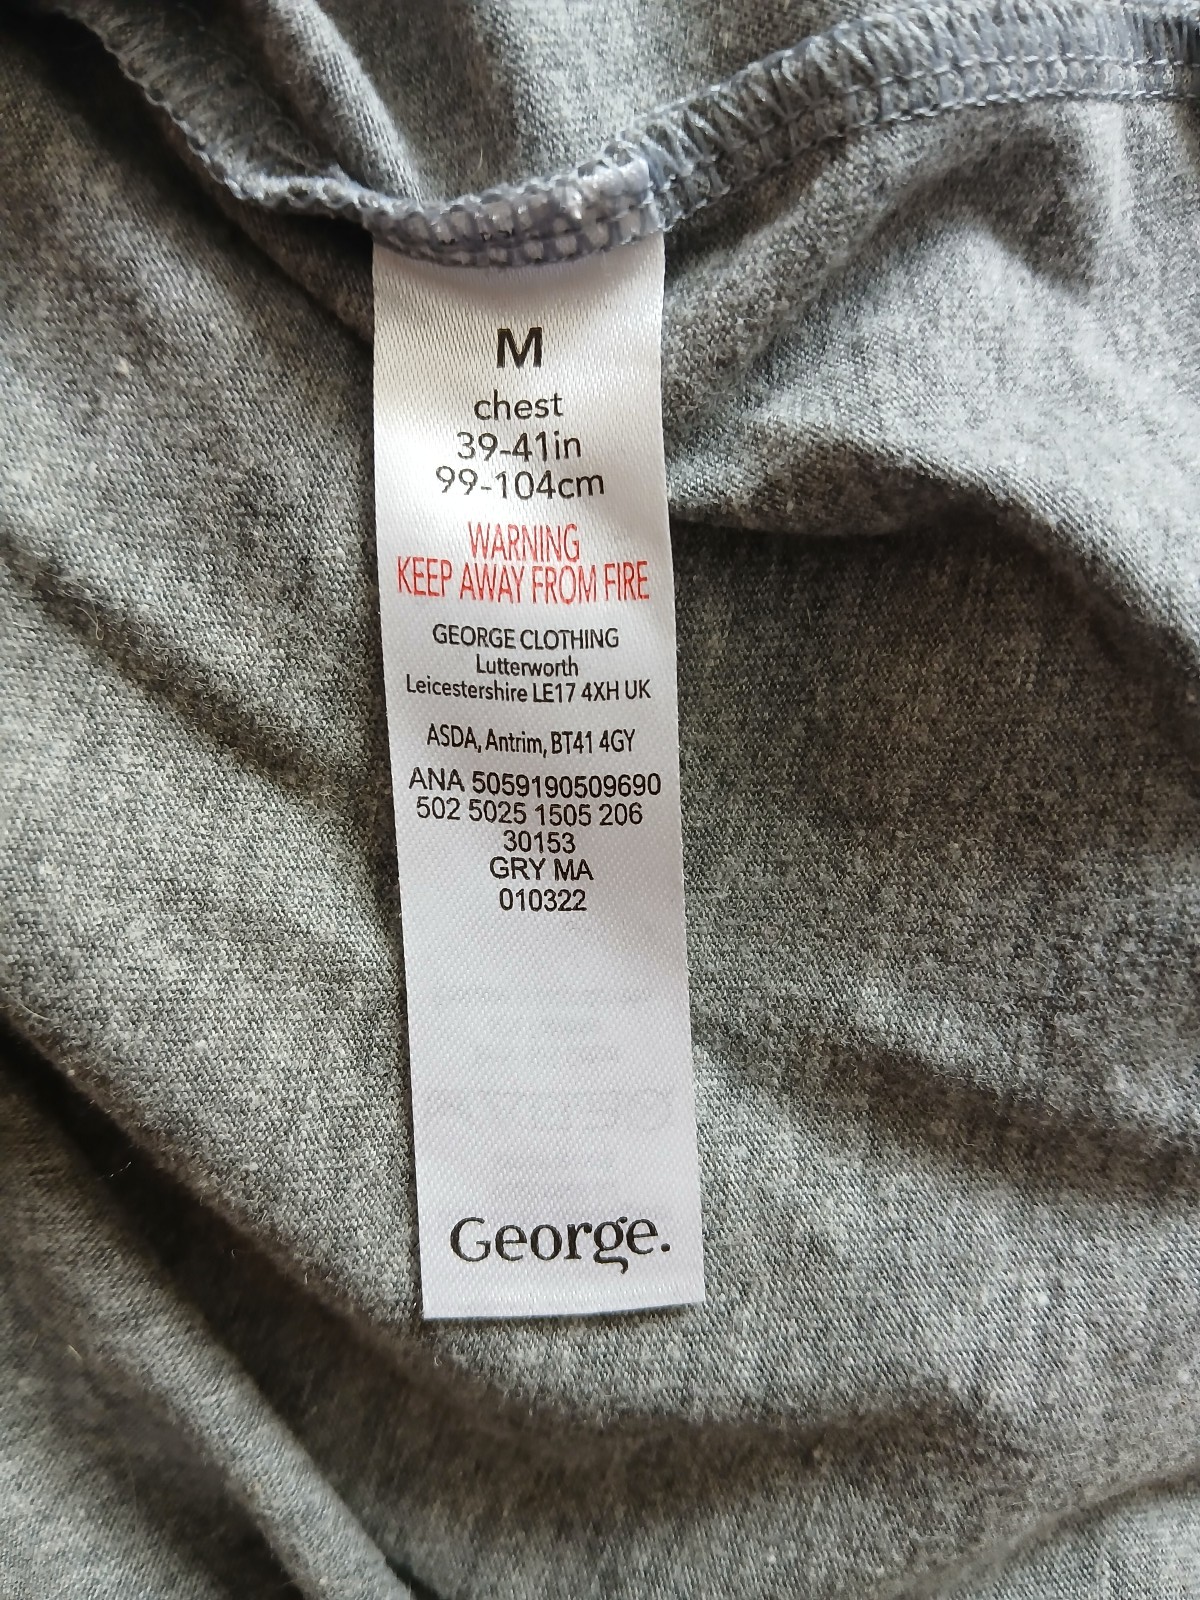 M
chest
39-41in
99-104cm
WARNING
KEEP AWAY FROM FIRE
GEORGE CLOTHING
Lutterworth
Leicestershire LE17 4XH UK
ASDA, Antrim, BT41 4GY
ANA 5059190509690
502 5025 1505 206
30153
GRY MA
010322
George.